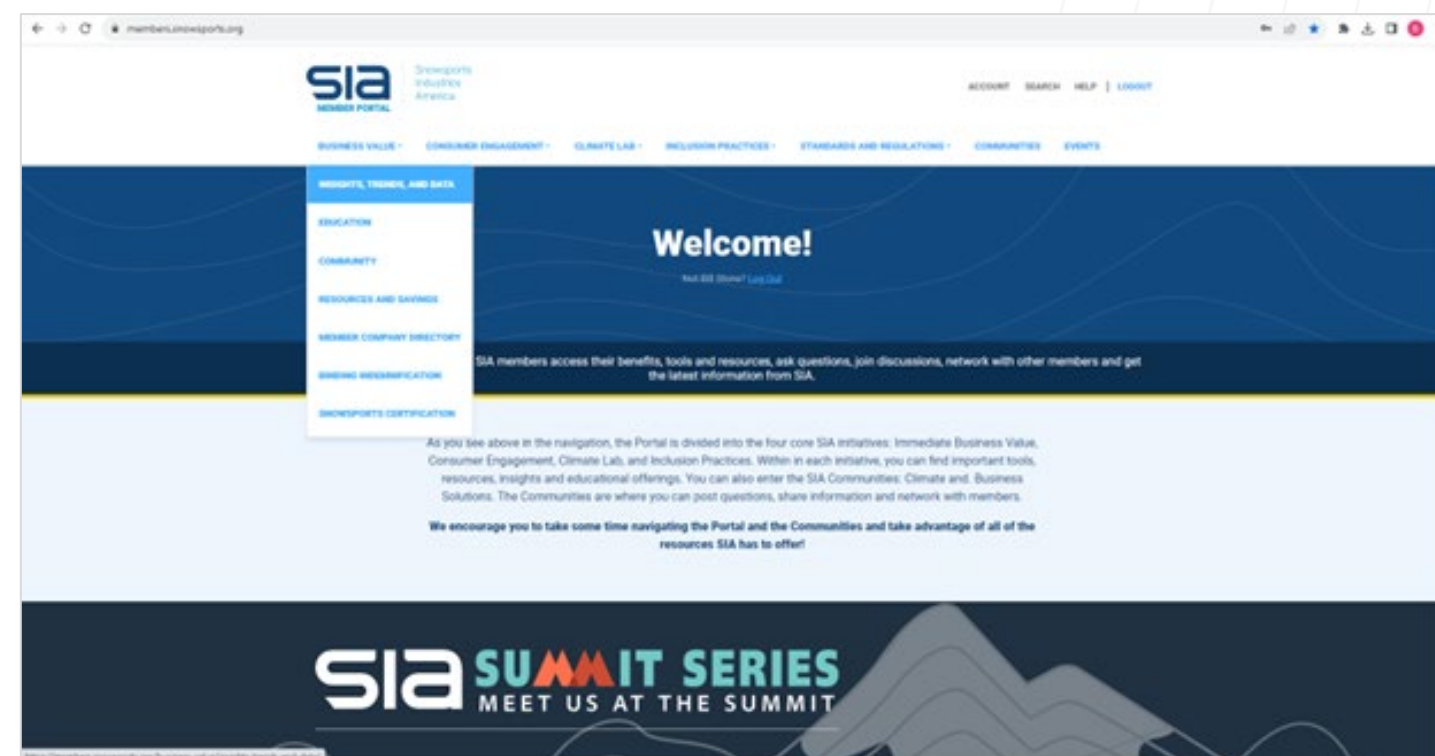 members.snowsports.org
SIA
MEMBER PORTAL
Snowsports
Industries
America
ACCOUNT SEARCH HELP | LOGOUT
BUSINESS VALUE CONSUMER ENGAGEMENT CLIMATE LAB INCLUSION PRACTICES STANDARDS AND REGULATIONS COMMUNITIES EVENTS
INSIGHTS, TRENDS, AND DATA
EDUCATION
COMMUNITY
RESOURCES AND SAVINGS
MEMBER COMPANY DIRECTORY
BINDING INDEMNIFICATION
SNOWSPORTS CERTIFICATION
Welcome!
Not Bill Stone? Log Out
SIA members access their benefits, tools and resources, ask questions, join discussions, network with other members and get
the latest information from SIA.
As you see above in the navigation, the Portal is divided into the four core SIA initiatives: Immediate Business Value,
Consumer Engagement, Climate Lab, and Inclusion Practices. Within in each initiative, you can find important tools,
resources, insights and educational offerings. You can also enter the SIA Communities: Climate and. Business
Solutions. The Communities are where you can post questions, share information and network with members.
We encourage you to take some time navigating the Portal and the Communities and take advantage of all of the
resources SIA has to offer!
SIA SUMMIT SERIES
MEET US AT THE SUMMIT